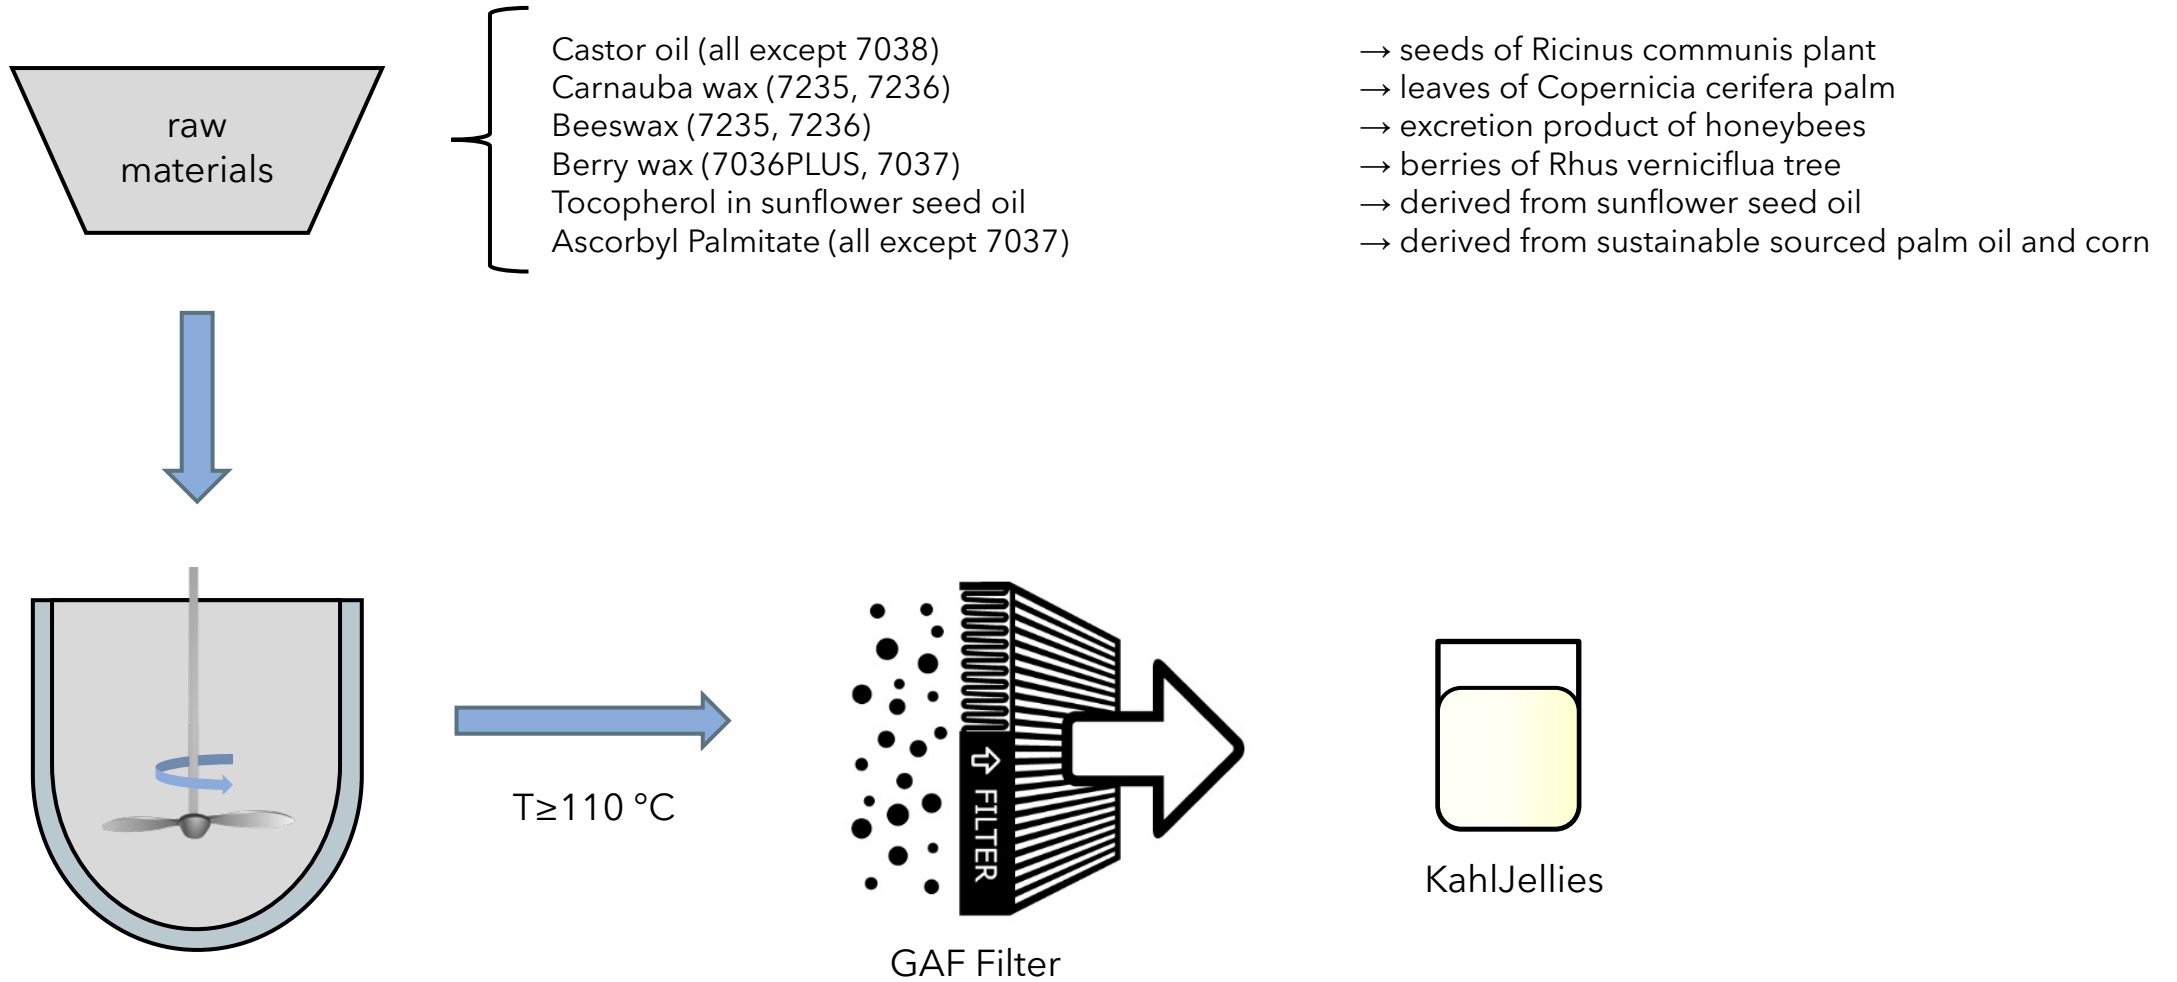 raw
materials
Castor oil (all except 7038)
→ seeds of Ricinus communis plant
Carnauba wax (7235, 7236)
→ leaves of Copernicia cerifera palm
Beeswax (7235, 7236)
→ excretion product of honeybees
Berry wax (7036PLUS, 7037)
→ berries of Rhus verniciflua tree
Tocopherol in sunflower seed oil
→ derived from sunflower seed oil
Ascorbyl Palmitate (all except 7037)
→ derived from sustainable sourced palm oil and corn
T≥110 °C
FILTER
GAF Filter
KahlJellies